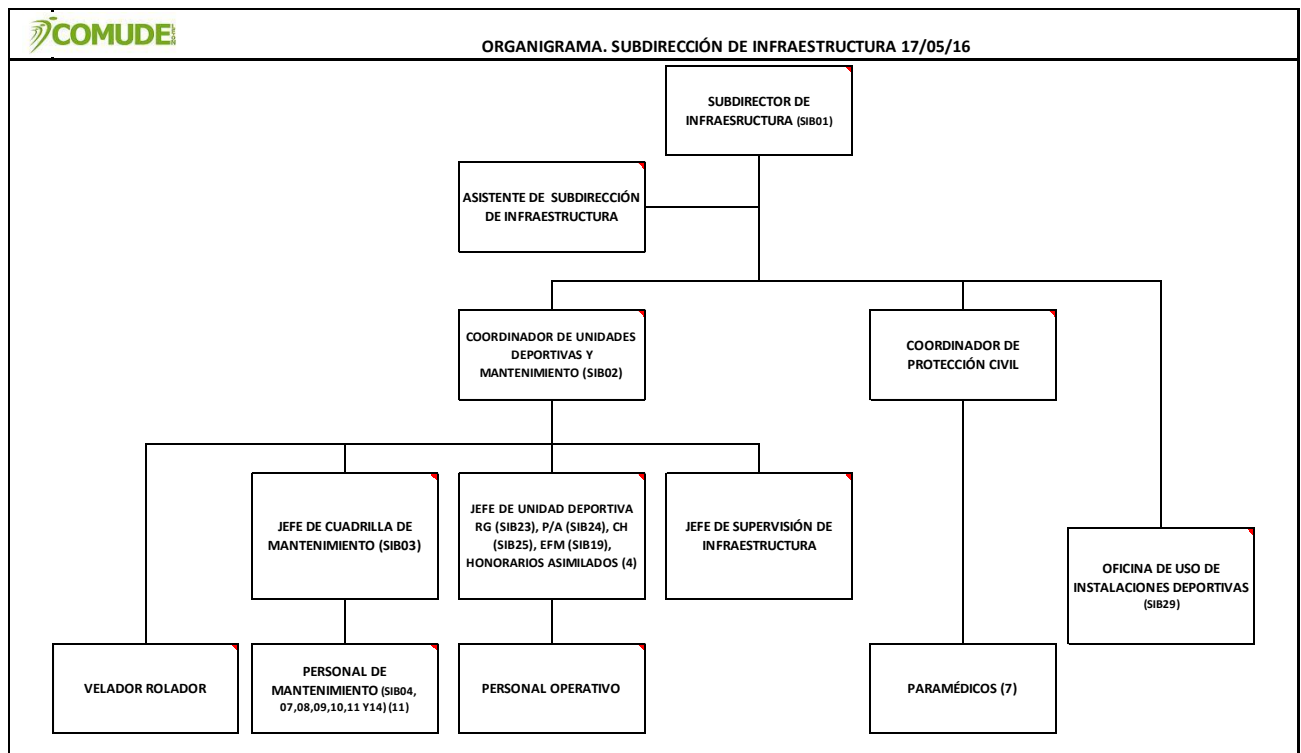 COMUDE
ORGANIGRAMA. SUBDIRECCIÓN DE INFRAESTRUCTURA 17/05/16
SUBDIRECTOR DE
INFRAESRUCTURA (SIB01)
ASISTENTE DE SUBDIRECCIÓN
DE INFRAESTRUCTURA
COORDINADOR DE UNIDADES
DEPORTIVAS Y
MANTENIMIENTO (SIB02)
COORDINADOR DE
PROTECCIÓN CIVIL
JEFE DE CUADRILLA DE
MANTENIMIENTO (SIB03)
JEFE DE UNIDAD DEPORTIVA
RG (SIB23), P/A (SIB24), CH
(SIB25), EFM (SIB19),
HONORARIOS ASIMILADOS (4)
JEFE DE SUPERVISIÓN DE
INFRAESTRUCTURA
OFICINA DE USO DE
INSTALACIONES DEPORTIVAS
(SIB29)
VELADOR ROLADOR
PERSONAL DE
MANTENIMIENTO (SIB04,
07,08,09,10,11 Y14) (11)
PERSONAL OPERATIVO
PARAMÉDICOS (7)